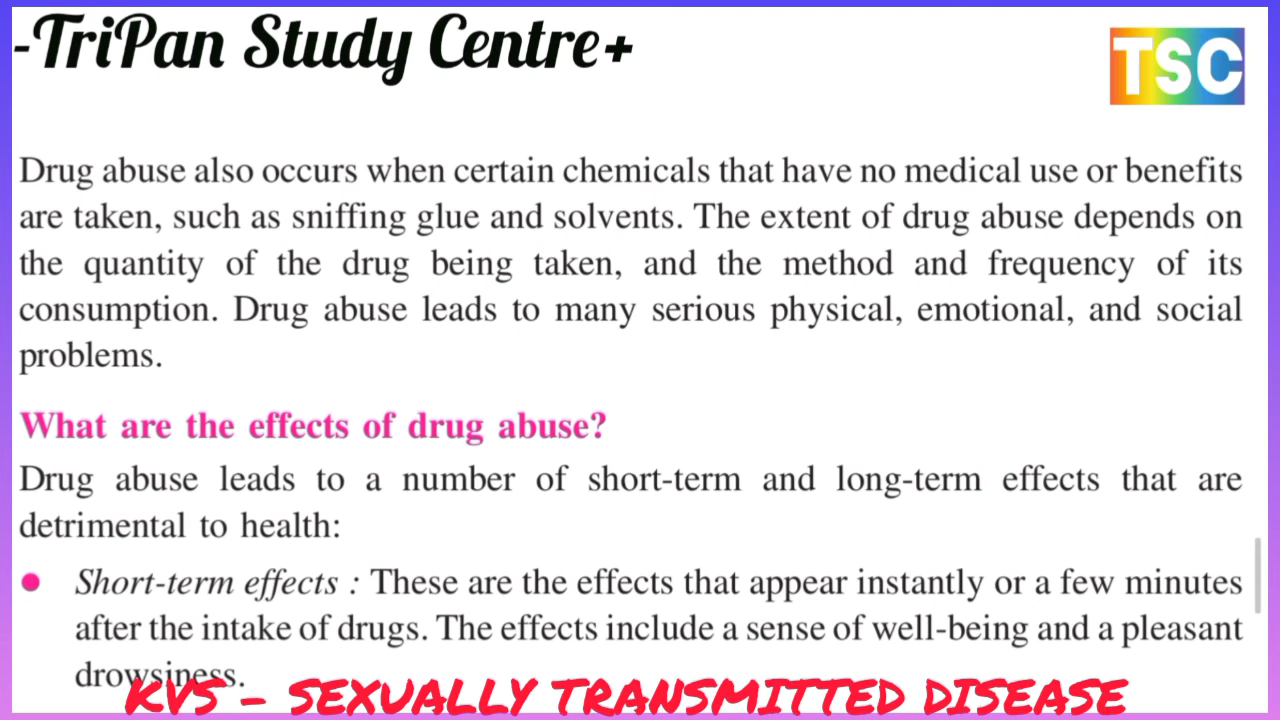 -TriPan Study Centre+
TSC
Drug abuse also occurs when certain chemicals that have no medical use or benefits
are taken, such as sniffing glue and solvents. The extent of drug abuse depends on
the quantity of the drug being taken, and the method and frequency of its
consumption. Drug abuse leads to many serious physical, emotional, and social
problems.
What are the effects of drug abuse?
Drug abuse leads to a number of short-term and long-term effects that are
detrimental to health:
● Short-term effects : These are the effects that appear instantly or a few minutes
after the intake of drugs. The effects include a sense of well-being and a pleasant
drowsiness.
KVS - SEXUALLY TRANSMITTED DISEASE